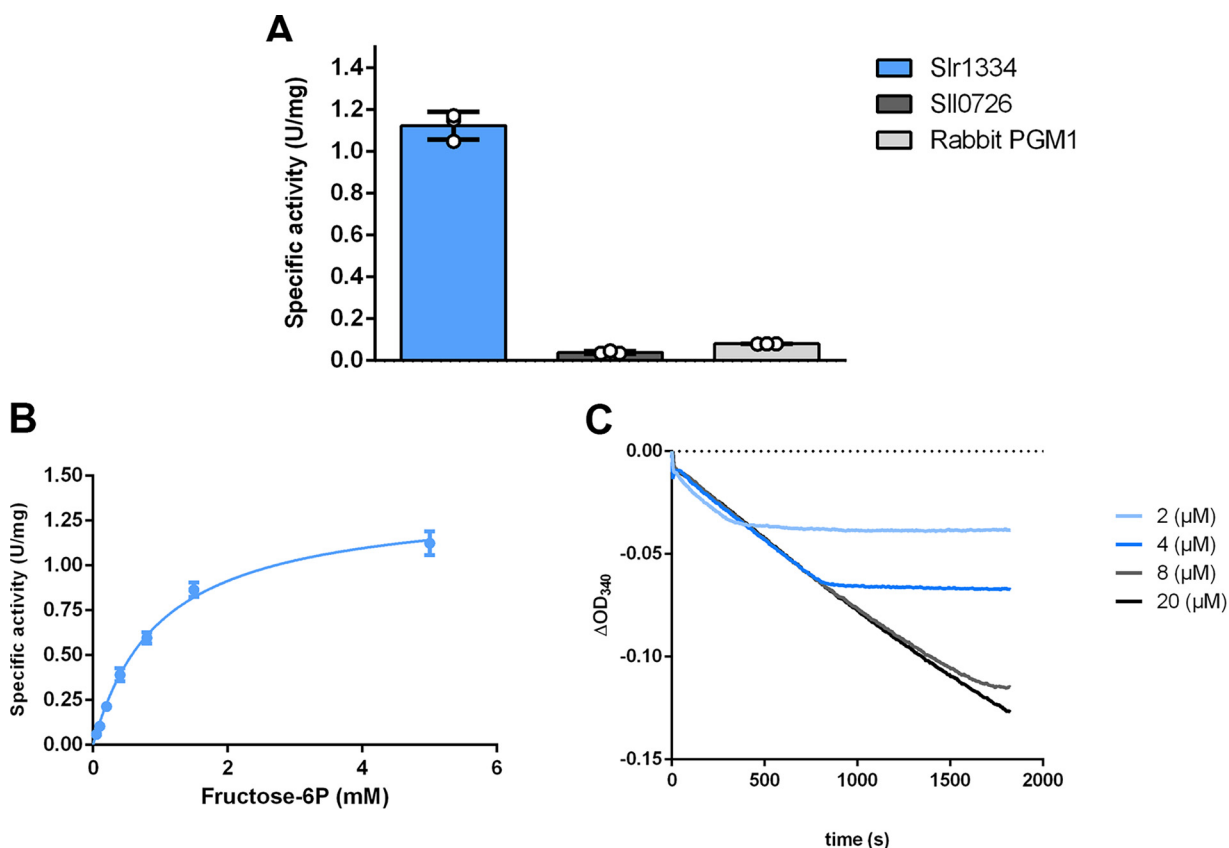 A
Specific activity (U/mg)
1.4
1.2
1.0
0.8
0.6
0.4
0.2
0.0
Slr1334
Sll0726
Rabbit PGM1
B
Specific activity (U/mg)
1.50
1.25
1.00
0.75
0.50
0.25
0.00
0 2 4 6
Fructose-6P (mM)
C
ΔOD340
0.00
-0.05
-0.10
-0.15
0 500 1000 1500 2000
time (s)
2 (µM)
4 (µM)
8 (µM)
20 (µM)